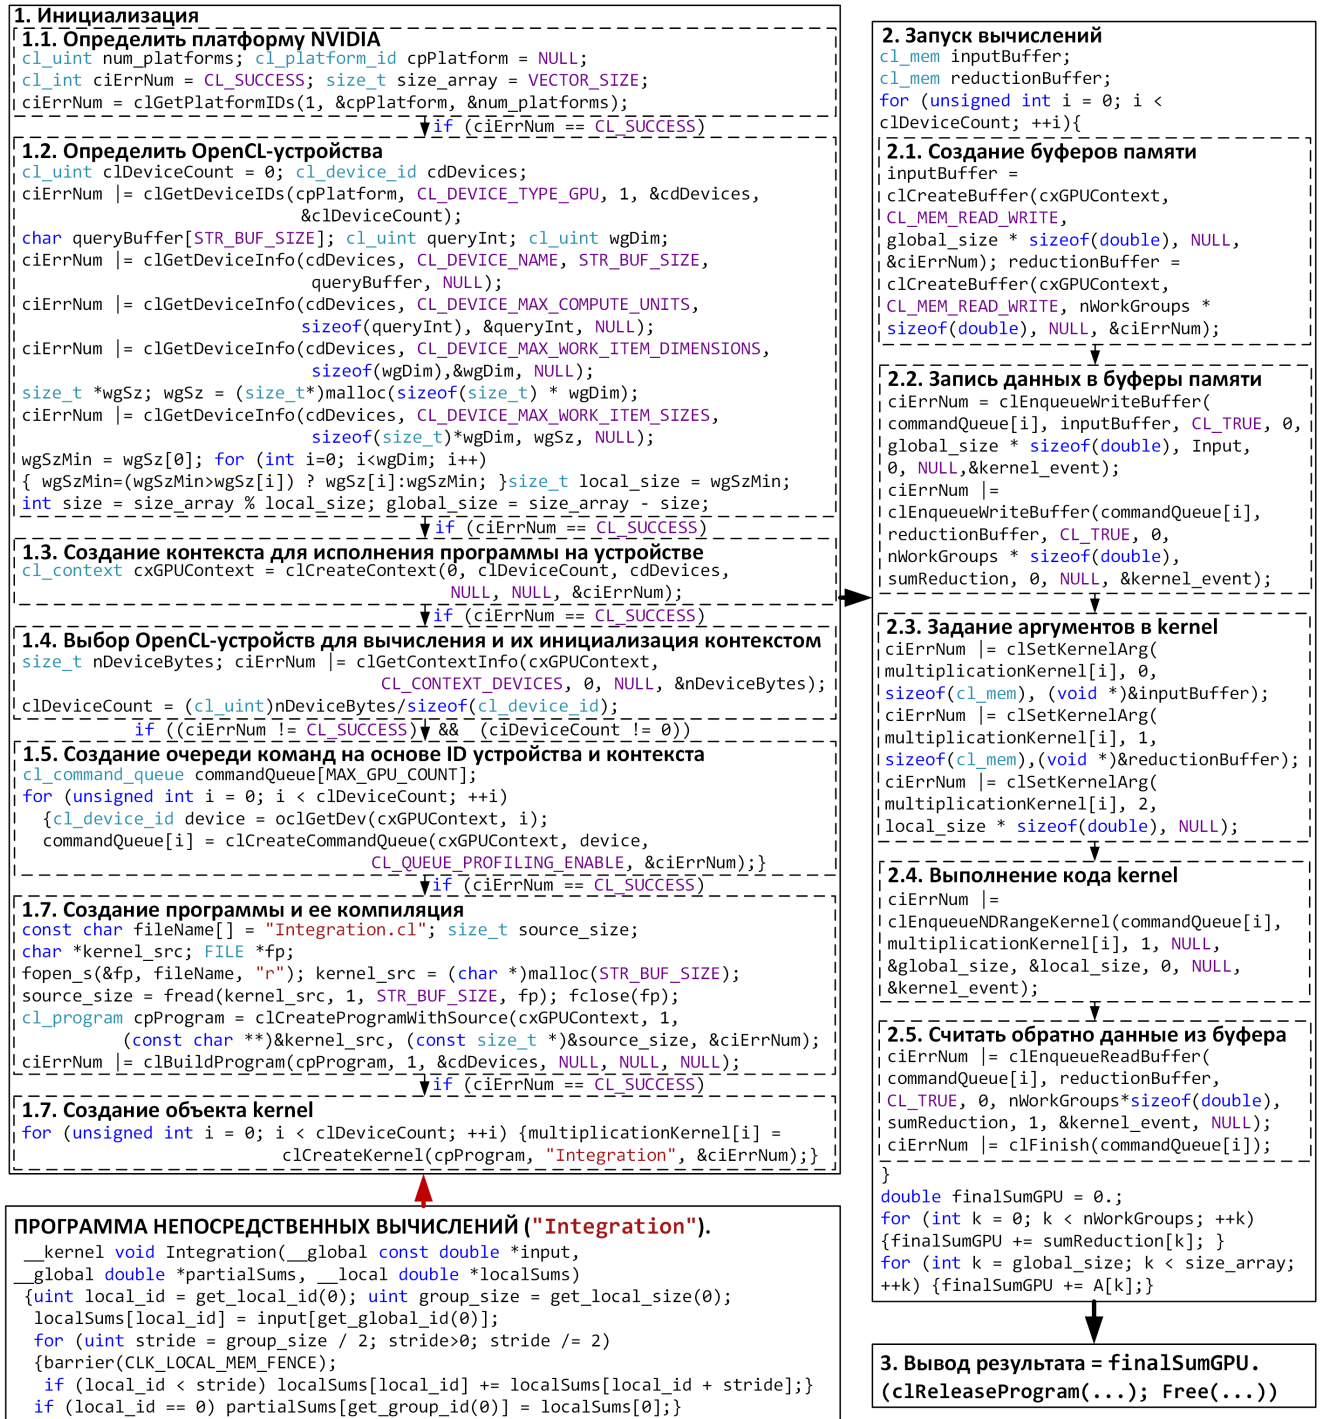 1. Инициализация
1.1. Определить платформу NVIDIA
cl_uint num_platforms; cl_platform_id cpPlatform = NULL;
cl_int ciErrNum = CL_SUCCESS; size_t size_array = VECTOR_SIZE;
ciErrNum = clGetPlatformIDs(1, &cpPlatform, &num_platforms);
if (ciErrNum == CL_SUCCESS)
1.2. Определить OpenCL-устройства
cl_uint clDeviceCount = 0; cl_device_id cdDevices;
ciErrNum |= clGetDeviceIDs(cpPlatform, CL_DEVICE_TYPE_GPU, 1, &cdDevices,
&clDeviceCount);
char queryBuffer[STR_BUF_SIZE]; cl_uint queryInt; cl_uint wgDim;
ciErrNum |= clGetDeviceInfo(cdDevices, CL_DEVICE_NAME, STR_BUF_SIZE,
queryBuffer, NULL);
ciErrNum |= clGetDeviceInfo(cdDevices, CL_DEVICE_MAX_COMPUTE_UNITS,
sizeof(queryInt), &queryInt, NULL);
ciErrNum |= clGetDeviceInfo(cdDevices, CL_DEVICE_MAX_WORK_ITEM_DIMENSIONS,
sizeof(wgDim),&wgDim, NULL);
size_t *wgSz; wgSz = (size_t*)malloc(sizeof(size_t) * wgDim);
ciErrNum |= clGetDeviceInfo(cdDevices, CL_DEVICE_MAX_WORK_ITEM_SIZES,
sizeof(size_t)*wgDim, wgSz, NULL);
wgSzMin = wgSz[0]; for (int i=0; i<wgDim; i++)
{ wgSzMin=(wgSzMin>wgSz[i]) ? wgSz[i]:wgSzMin; }size_t local_size = wgSzMin;
int size = size_array % local_size; global_size = size_array - size;
if (ciErrNum == CL_SUCCESS)
1.3. Создание контекста для исполнения программы на устройстве
cl_context cxGPUContext = clCreateContext(0, clDeviceCount, cdDevices,
NULL, NULL, &ciErrNum);
if (ciErrNum == CL_SUCCESS)
1.4. Выбор OpenCL-устройств для вычисления и их инициализация контекстом
size_t nDeviceBytes; ciErrNum |= clGetContextInfo(cxGPUContext,
CL_CONTEXT_DEVICES, 0, NULL, &nDeviceBytes);
clDeviceCount = (cl_uint)nDeviceBytes/sizeof(cl_device_id);
if ((ciErrNum != CL_SUCCESS) && (ciDeviceCount != 0))
1.5. Создание очереди команд на основе ID устройства и контекста
cl_command_queue commandQueue[MAX_GPU_COUNT];
for (unsigned int i = 0; i < clDeviceCount; ++i)
{cl_device_id device = oclGetDev(cxGPUContext, i);
commandQueue[i] = clCreateCommandQueue(cxGPUContext, device,
CL_QUEUE_PROFILING_ENABLE, &ciErrNum);}
if (ciErrNum == CL_SUCCESS)
1.7. Создание программы и ее компиляция
const char fileName[] = "Integration.cl"; size_t source_size;
char *kernel_src; FILE *fp;
fopen_s(&fp, fileName, "r"); kernel_src = (char *)malloc(STR_BUF_SIZE);
source_size = fread(kernel_src, 1, STR_BUF_SIZE, fp); fclose(fp);
cl_program cpProgram = clCreateProgramWithSource(cxGPUContext, 1,
(const char **)&kernel_src, (const size_t *)&source_size, &ciErrNum);
ciErrNum |= clBuildProgram(cpProgram, 1, &cdDevices, NULL, NULL, NULL);
if (ciErrNum == CL_SUCCESS)
1.7. Создание объекта kernel
for (unsigned int i = 0; i < clDeviceCount; ++i) {multiplicationKernel[i] =
clCreateKernel(cpProgram, "Integration", &ciErrNum);}
ПРОГРАММА НЕПОСРЕДСТВЕННЫХ ВЫЧИСЛЕНИЙ ("Integration").
__kernel void Integration(__global const double *input,
__global double *partialSums, __local double *localSums)
{uint local_id = get_local_id(0); uint group_size = get_local_size(0);
localSums[local_id] = input[get_global_id(0)];
for (uint stride = group_size / 2; stride>0; stride /= 2)
{barrier(CLK_LOCAL_MEM_FENCE);
if (local_id < stride) localSums[local_id] += localSums[local_id + stride];}
if (local_id == 0) partialSums[get_group_id(0)] = localSums[0];}
2. Запуск вычислений
cl_mem inputBuffer;
cl_mem reductionBuffer;
for (unsigned int i = 0; i <
clDeviceCount; ++i){
2.1. Создание буферов памяти
inputBuffer =
clCreateBuffer(cxGPUContext,
CL_MEM_READ_WRITE,
global_size * sizeof(double), NULL,
&ciErrNum); reductionBuffer =
clCreateBuffer(cxGPUContext,
CL_MEM_READ_WRITE, nWorkGroups *
sizeof(double), NULL, &ciErrNum);
2.2. Запись данных в буферы памяти
ciErrNum = clEnqueueWriteBuffer(
commandQueue[i], inputBuffer, CL_TRUE, 0,
global_size * sizeof(double), Input,
0, NULL,&kernel_event);
ciErrNum |=
clEnqueueWriteBuffer(commandQueue[i],
reductionBuffer, CL_TRUE, 0,
nWorkGroups * sizeof(double),
sumReduction, 0, NULL, &kernel_event);
2.3. Задание аргументов в kernel
ciErrNum |= clSetKernelArg(
multiplicationKernel[i], 0,
sizeof(cl_mem), (void *)&inputBuffer);
ciErrNum |= clSetKernelArg(
multiplicationKernel[i], 1,
sizeof(cl_mem),(void *)&reductionBuffer);
ciErrNum |= clSetKernelArg(
multiplicationKernel[i], 2,
local_size * sizeof(double), NULL);
2.4. Выполнение кода kernel
ciErrNum |=
clEnqueueNDRangeKernel(commandQueue[i],
multiplicationKernel[i], 1, NULL,
&global_size, &local_size, 0, NULL,
&kernel_event);
2.5. Считать обратно данные из буфера
ciErrNum |= clEnqueueReadBuffer(
commandQueue[i], reductionBuffer,
CL_TRUE, 0, nWorkGroups*sizeof(double),
sumReduction, 1, &kernel_event, NULL);
ciErrNum |= clFinish(commandQueue[i]);
}
double finalSumGPU = 0.;
for (int k = 0; k < nWorkGroups; ++k)
{finalSumGPU += sumReduction[k]; }
for (int k = global_size; k < size_array;
++k) {finalSumGPU += A[k];}
3. Вывод результата = finalSumGPU.
(clReleaseProgram(...); Free(...))